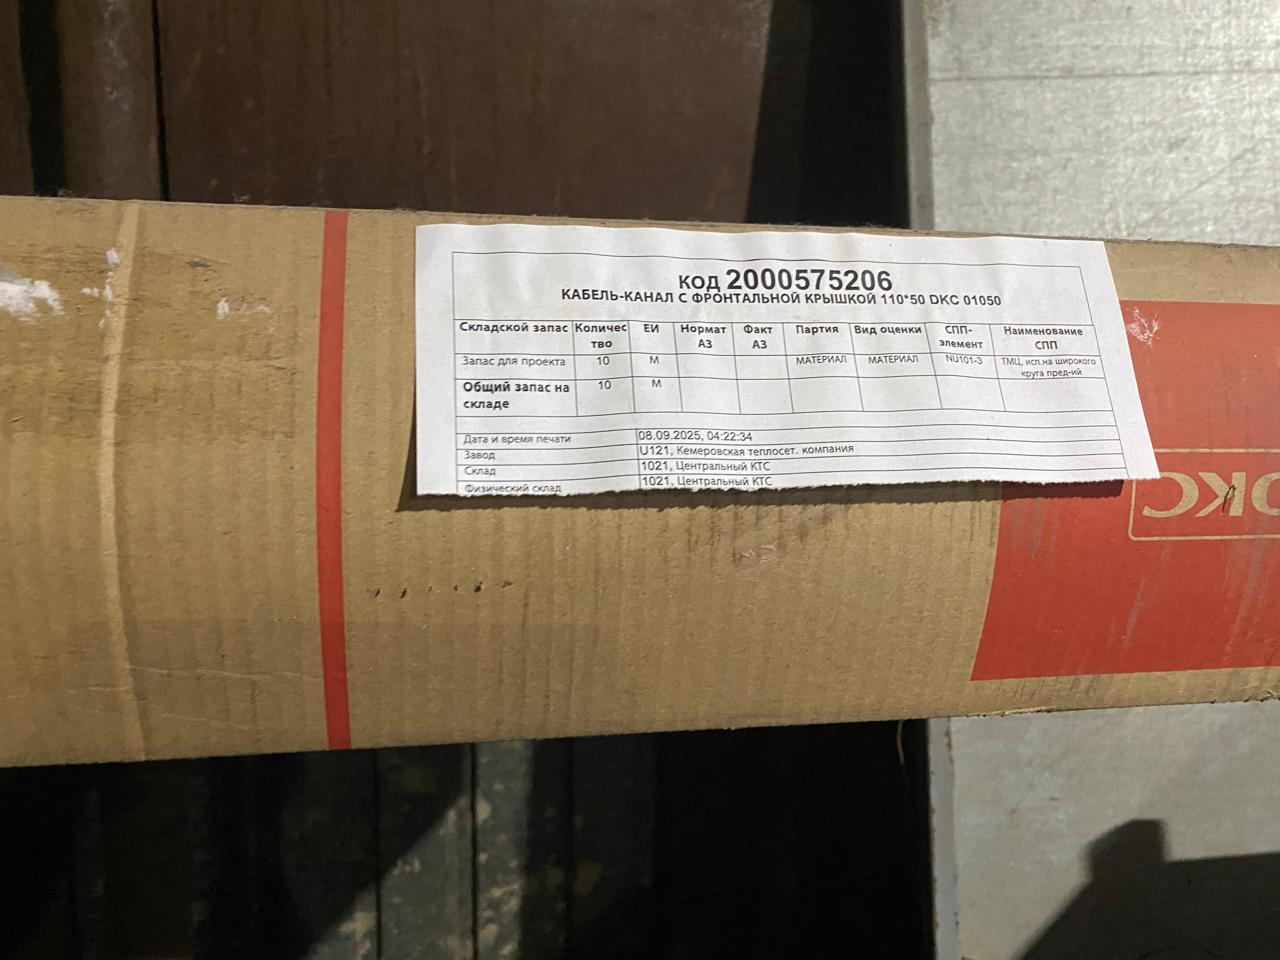 КОД 2000575206
КАБЕЛЬ-КАНАЛ С ФРОНТАЛЬНОЙ КРЫШКОЙ 110*50 DKC 01050
Складской запас Количес тво ЕИ Нормат АЗ Факт АЗ Партия Вид оценки СПП-элемент Наименование СПП
Запас для проекта 10 М МАТЕРИАЛ МАТЕРИАЛ NU101-3 ТМЦ, исп.на широкого круга пред-ий
Общий запас на складе 10 М
Дата и время печати 08.09.2025, 04:22:34
Завод U121, Кемеровская теплосет. компания
Склад 1021, Центральный КТС
Физический склад 1021, Центральный КТС
DKC